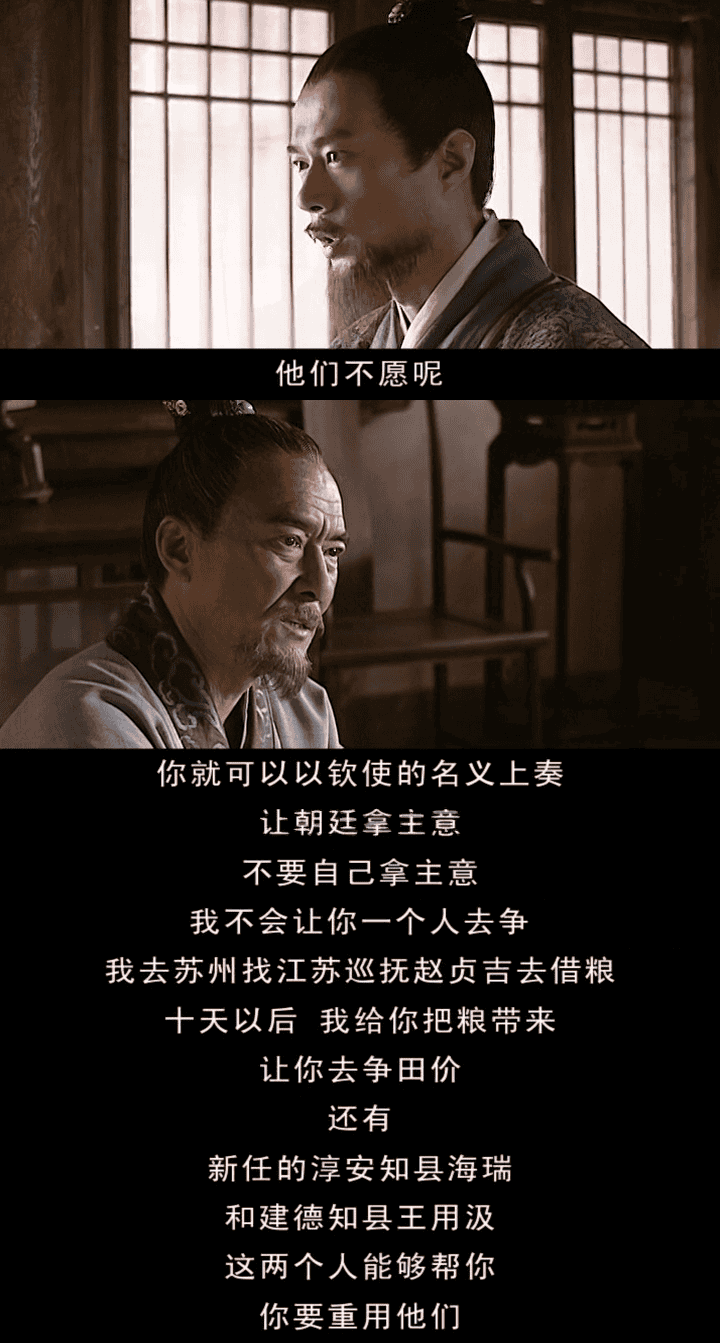 他们不愿呢
你就可以以钦使的名义上奏
让朝廷拿主意
不要自己拿主意
我不会让你一个人去争
我去苏州找江苏巡抚赵贞吉去借粮
十天以后 我给你把粮带来
让你去争田价
还有
新任的淳安知县海瑞
和建德知县王用汲
这两个人能够帮你
你要重用他们